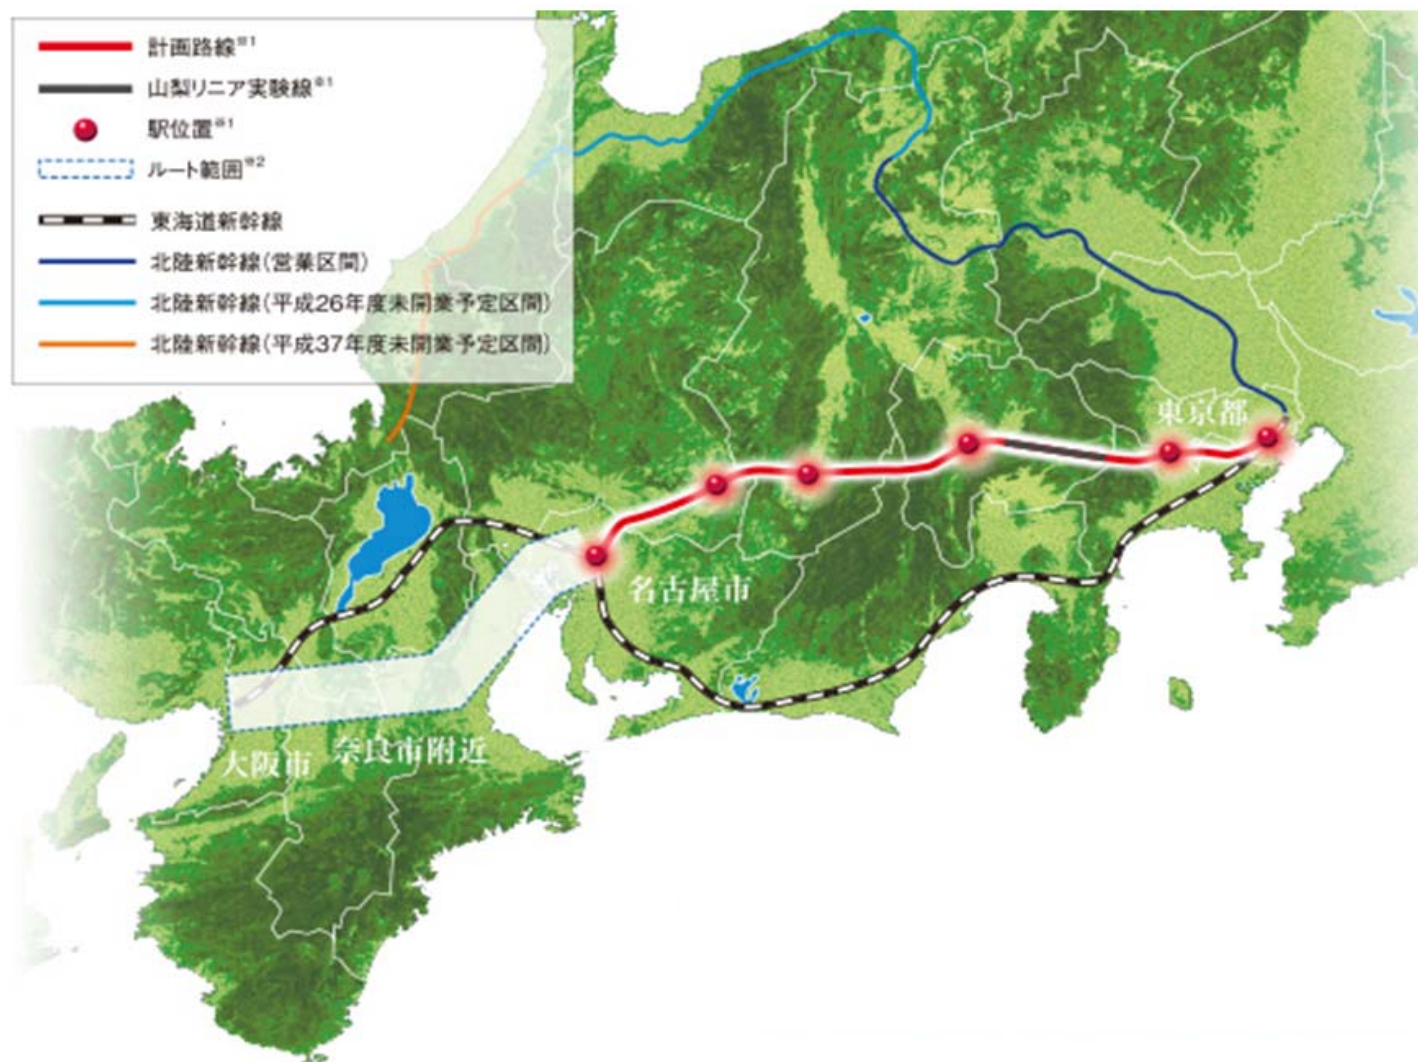 計画路線※1
山梨リニア実験線※1
駅位置※1
ルート範囲※2
東海道新幹線
北陸新幹線(営業区間)
北陸新幹線(平成26年度末開業予定区間)
北陸新幹線(平成37年度末開業予定区間)
東京都
名古屋市
奈良市附近
大阪市